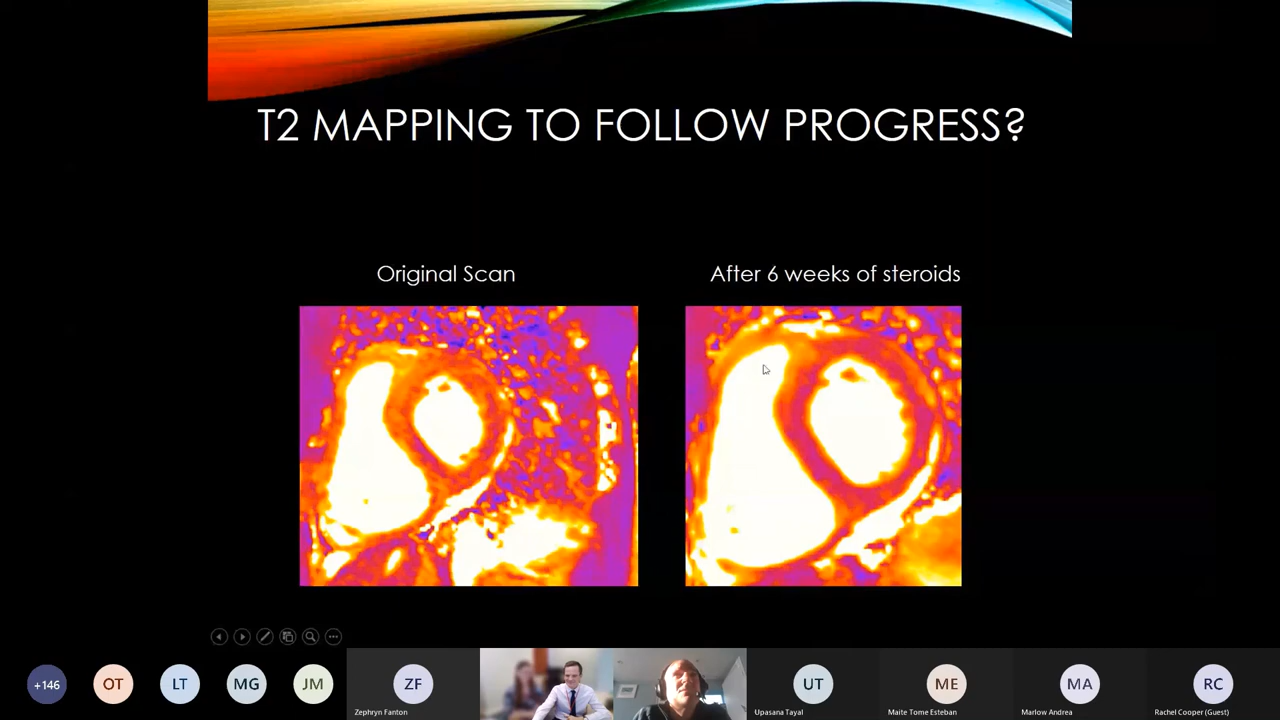 T2 MAPPING TO FOLLOW PROGRESS?
Original Scan
After 6 weeks of steroids
+146
OT
LT
MG
JM
ZF
UT
ME
MA
RC
Zephryn Fanton
Upasana Tayal
Maite Tome Esteban
Marlow Andrea
Rachel Cooper (Guest)